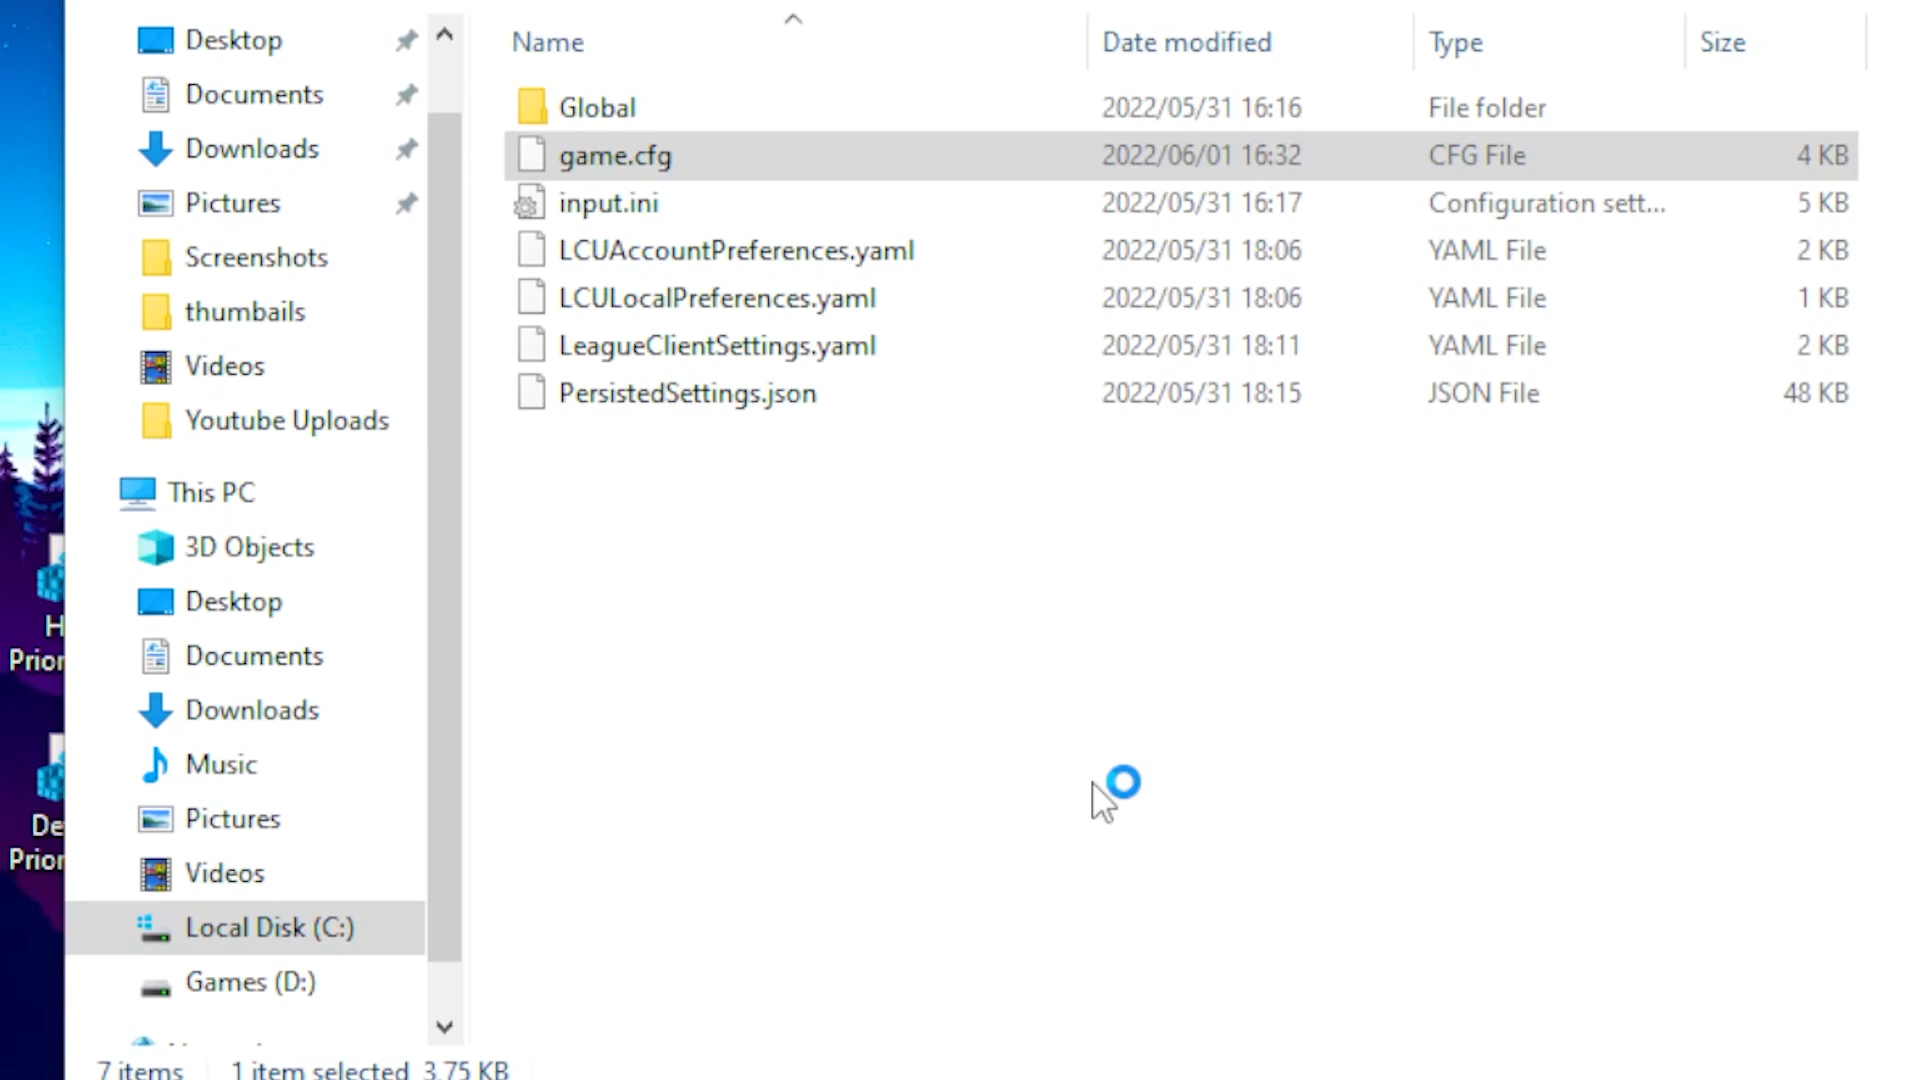 Desktop
Documents
Downloads
Pictures
Screenshots
thumbails
Videos
Youtube Uploads
This PC
3D Objects
Desktop
Documents
Downloads
Music
Pictures
Videos
Local Disk (C:)
Games (D:)
Name Date modified Type Size
Global 2022/05/31 16:16 File folder
game.cfg 2022/06/01 16:32 CFG File 4 KB
input.ini 2022/05/31 16:17 Configuration sett... 5 KB
LCUAccountPreferences.yaml 2022/05/31 18:06 YAML File 2 KB
LCULocalPreferences.yaml 2022/05/31 18:06 YAML File 1 KB
LeagueClientSettings.yaml 2022/05/31 18:11 YAML File 2 KB
PersistedSettings.json 2022/05/31 18:15 JSON File 48 KB
7 items 1 item selected 3.75 KB
H
Prior
De
Prior